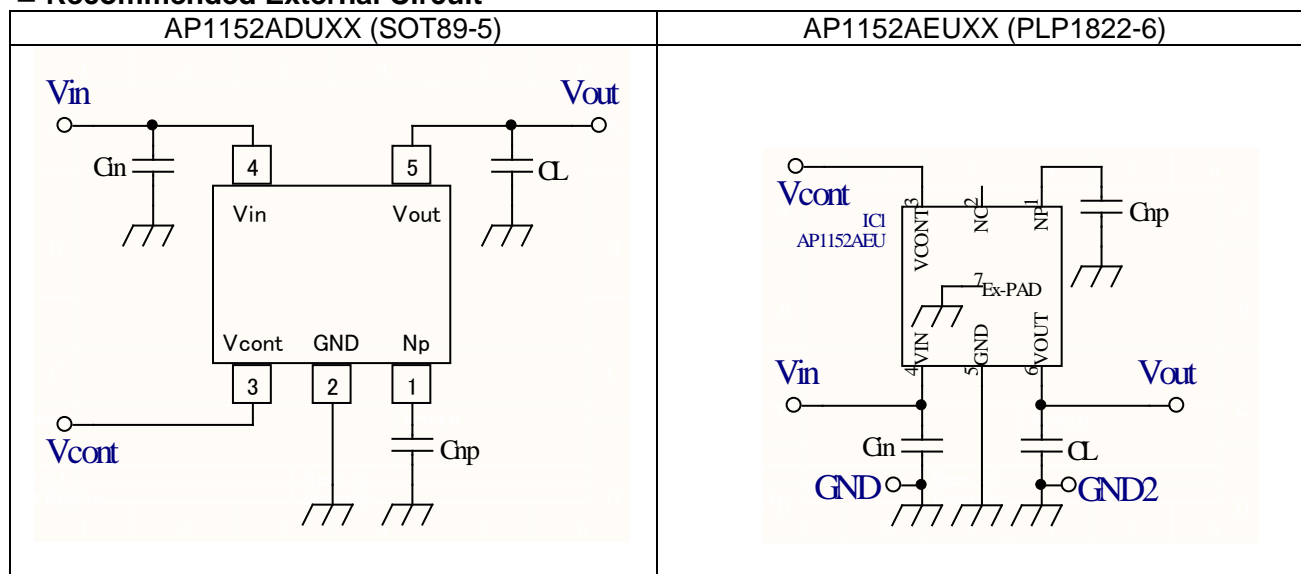 Recommended External Circuit
AP1152ADUXX (SOT89-5)
AP1152AEUXX (PLP1822-6)
Vin
Vout
Cin
4
5
CL
Vin
Vout
Vcont
GND
Np
3
2
1
Vcont
Cnp
Vcont
IC1
AP1152AEU
3
VCONT
2
NC
1
NP
Cnp
7
Ex-PAD
VIN
4
GND
5
VOUT
6
Vin
Vout
Cin
CL
GND
GND2